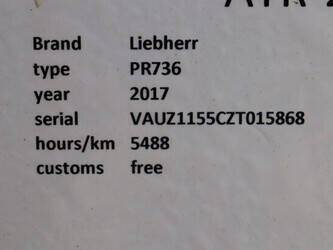 Brand Liebherr
type PR736
year 2017
serial VAUZ1155CZT015868
hours/km 5488
customs free